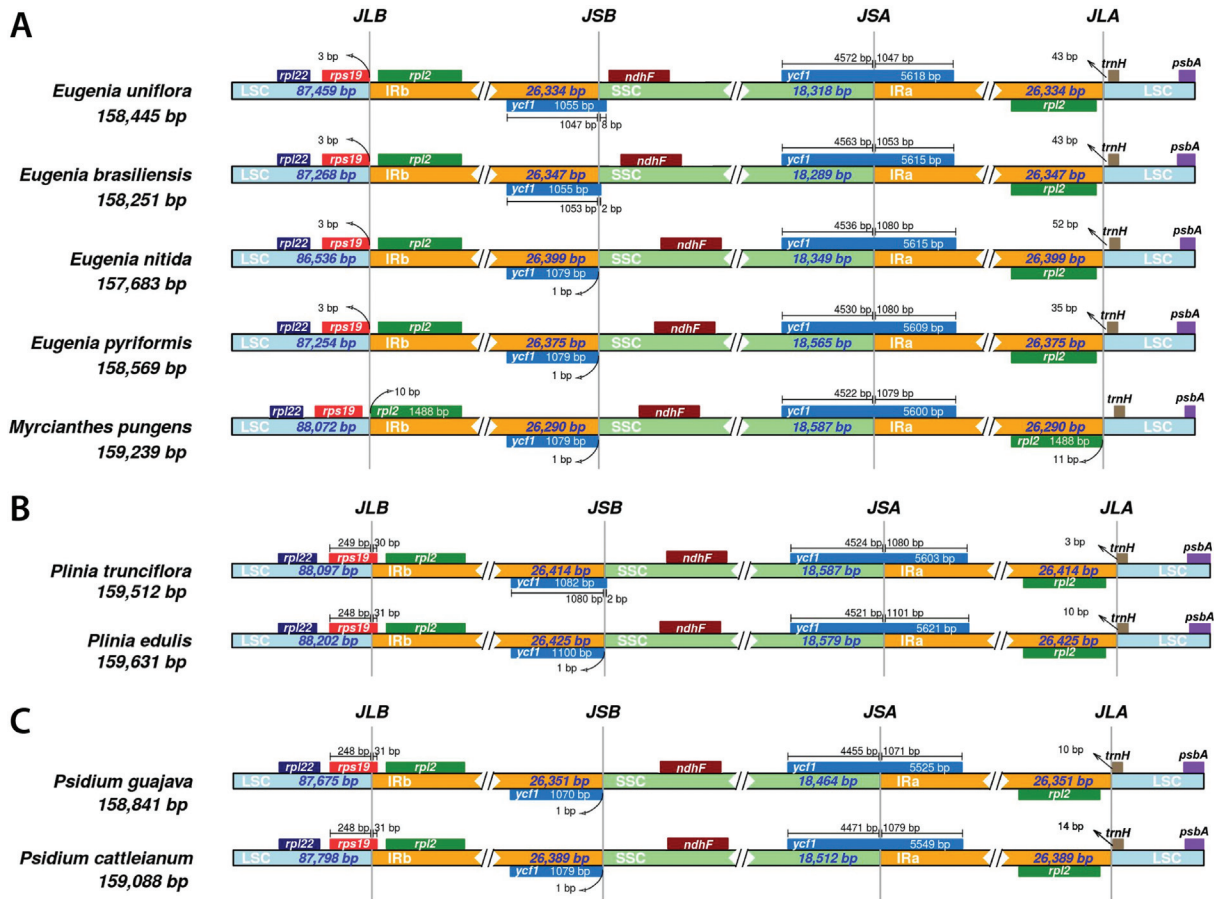 A
JLB JSB JSA JLA
3 bp 4572 bp 1047 bp 43 bp
rpl22 rps19 rpl2 ndhF ycf1 5618 bp trnH psbA
Eugenia uniflora LSC 87,459 bp IRb 26,334 bp SSC 18,318 bp IRa 26,334 bp LSC
158,445 bp ycf1 1055 bp rpl2
1047 bp 8 bp
3 bp 4563 bp 1053 bp 43 bp
rpl22 rps19 rpl2 ndhF ycf1 5615 bp trnH psbA
Eugenia brasiliensis LSC 87,268 bp IRb 26,347 bp SSC 18,289 bp IRa 26,347 bp LSC
158,251 bp ycf1 1055 bp rpl2
1053 bp 2 bp
3 bp 4536 bp 1080 bp 52 bp
rpl22 rps19 rpl2 ndhF ycf1 5615 bp trnH psbA
Eugenia nitida LSC 86,536 bp IRb 26,399 bp SSC 18,349 bp IRa 26,399 bp LSC
157,683 bp ycf1 1079 bp rpl2
1 bp
3 bp 4530 bp 1080 bp 35 bp
rpl22 rps19 rpl2 ndhF ycf1 5609 bp trnH psbA
Eugenia pyriformis LSC 87,254 bp IRb 26,375 bp SSC 18,565 bp IRa 26,375 bp LSC
158,569 bp ycf1 1079 bp rpl2
1 bp
10 bp 4522 bp 1079 bp
rpl22 rps19 rpl2 1488 bp ndhF ycf1 5600 bp trnH psbA
Myrcianthes pungens LSC 88,072 bp IRb 26,290 bp SSC 18,587 bp IRa 26,290 bp LSC
159,239 bp ycf1 1079 bp rpl2 1488 bp
1 bp 11 bp
B
JLB JSB JSA JLA
249 bp 30 bp 4524 bp 1080 bp 3 bp
rpl22 rps19 rpl2 ndhF ycf1 5603 bp trnH psbA
Plinia trunciflora LSC 88,097 bp IRb 26,414 bp SSC 18,587 bp IRa 26,414 bp LSC
159,512 bp ycf1 1082 bp rpl2
1080 bp 2 bp
248 bp 31 bp 4521 bp 1101 bp 10 bp
rpl22 rps19 rpl2 ndhF ycf1 5621 bp trnH psbA
Plinia edulis LSC 88,202 bp IRb 26,425 bp SSC 18,579 bp IRa 26,425 bp LSC
159,631 bp ycf1 1100 bp rpl2
1 bp
C
JLB JSB JSA JLA
248 bp 31 bp 4455 bp 1071 bp 10 bp
rpl22 rps19 rpl2 ndhF ycf1 5525 bp trnH psbA
Psidium guajava LSC 87,675 bp IRb 26,351 bp SSC 18,464 bp IRa 26,351 bp LSC
158,841 bp ycf1 1070 bp rpl2
1 bp
248 bp 31 bp 4471 bp 1079 bp 14 bp
rpl22 rps19 rpl2 ndhF ycf1 5549 bp trnH psbA
Psidium cattleianum LSC 87,798 bp IRb 26,389 bp SSC 18,512 bp IRa 26,389 bp LSC
159,088 bp ycf1 1079 bp rpl2
1 bp